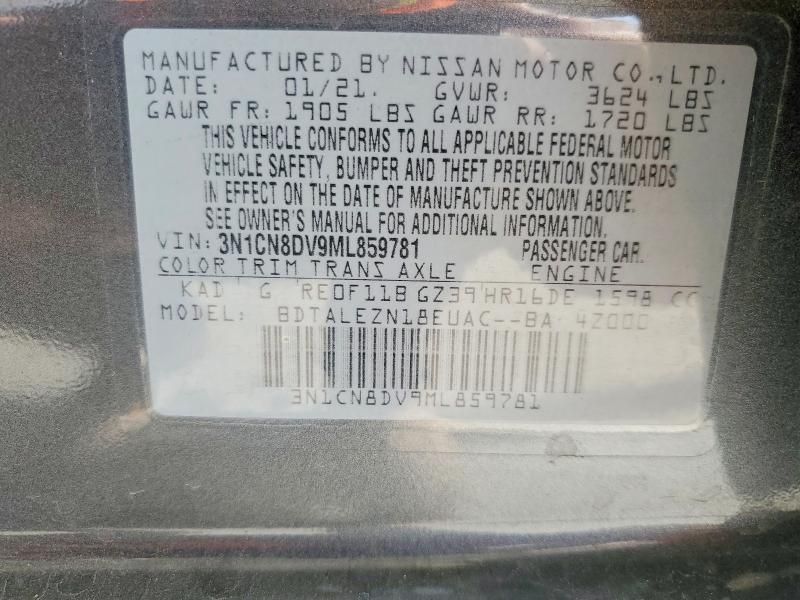 MANUFACTURED BY NISSAN MOTOR CO., LTD.
DATE: 01/21. GVWR: 3624 LBS
GAWR FR: 1905 LBS GAWR RR: 1720 LBS
THIS VEHICLE CONFORMS TO ALL APPLICABLE FEDERAL MOTOR
VEHICLE SAFETY, BUMPER AND THEFT PREVENTION STANDARDS
IN EFFECT ON THE DATE OF MANUFACTURE SHOWN ABOVE.
SEE OWNER'S MANUAL FOR ADDITIONAL INFORMATION.
VIN: 3N1CN8DV9ML859781 PASSENGER CAR.
COLOR TRIM TRANS AXLE ENGINE
KAD G RE0F11B GZ39 HR16DE 1598 CC
MODEL: BDTALEZN18EUAC--BA 4Z000
3N1CN8DV9ML859781